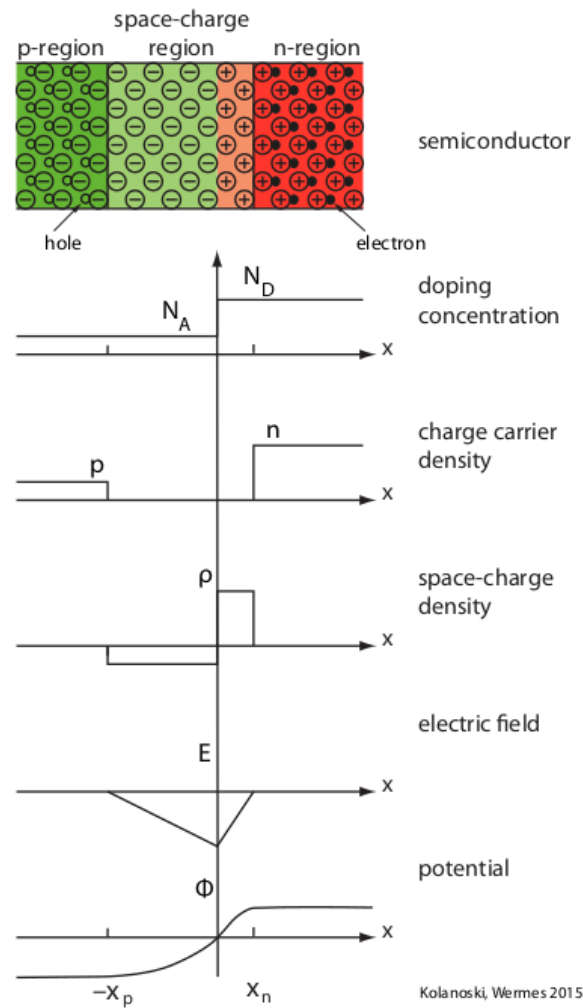 space-charge
p-region region n-region
semiconductor
hole electron
N_D
N_A
doping
concentration
x
n
p
charge carrier
density
x
ρ
space-charge
density
x
E
electric field
x
Φ
potential
x
−x_p x_n
Kolanoski, Wermes 2015